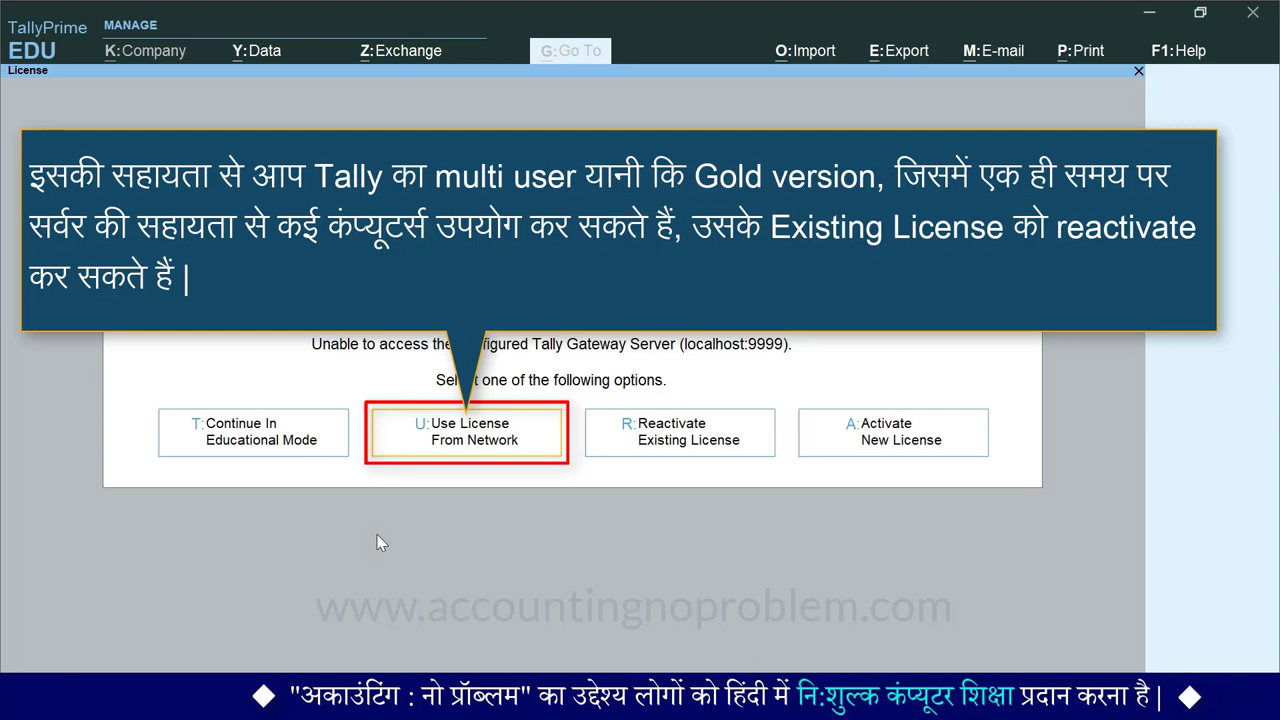 TallyPrime
EDU
MANAGE
K:Company
Y:Data
Z:Exchange
G:Go To
O:Import
E:Export
M:E-mail
P:Print
F1:Help
License
इसकी सहायता से आप Tally का multi user यानी कि Gold version, जिसमें एक ही समय पर
सर्वर की सहायता से कई कंप्यूटर्स उपयोग कर सकते हैं, उसके Existing License को reactivate
कर सकते हैं |
Unable to access the figured Tally Gateway Server (localhost:9999).
Select one of the following options.
T:Continue In
Educational Mode
U:Use License
From Network
R:Reactivate
Existing License
A:Activate
New License
www.accountingnoproblem.com
"अकाउंटिंग : नो प्रॉब्लम" का उद्देश्य लोगों को हिंदी में नि:शुल्क कंप्यूटर शिक्षा प्रदान करना है |